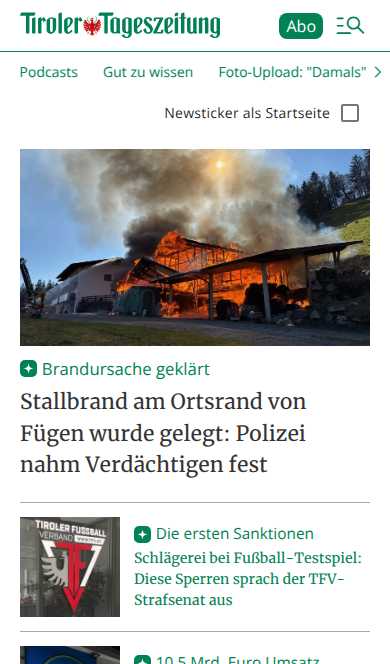 Tiroler Tageszeitung
Abo
Podcasts Gut zu wissen Foto-Upload: "Damals"
Newsticker als Startseite
Brandursache geklärt
Stallbrand am Ortsrand von
Fügen wurde gelegt: Polizei
nahm Verdächtigen fest
TIROLER FUSSBALL
VERBAND
Die ersten Sanktionen
Schlägerei bei Fußball-Testspiel:
Diese Sperren sprach der TFV-
Strafsenat aus
10,5 Mrd. Euro Umsatz